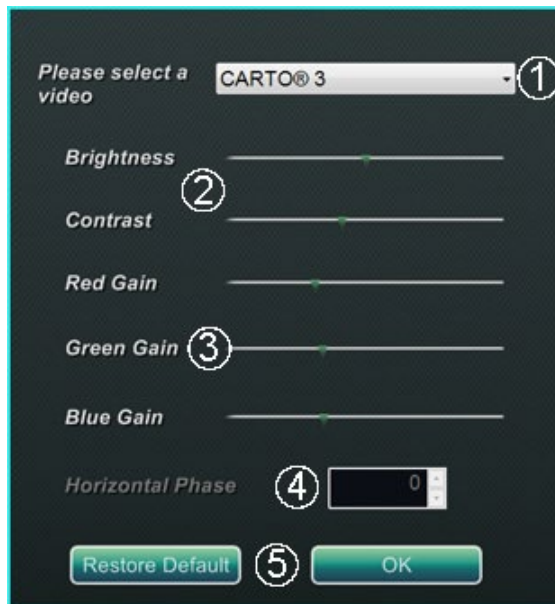 Please select a
video
CARTO® 3
1
Brightness
2
Contrast
Red Gain
Green Gain
3
Blue Gain
Horizontal Phase
4
0
Restore Default
5
OK